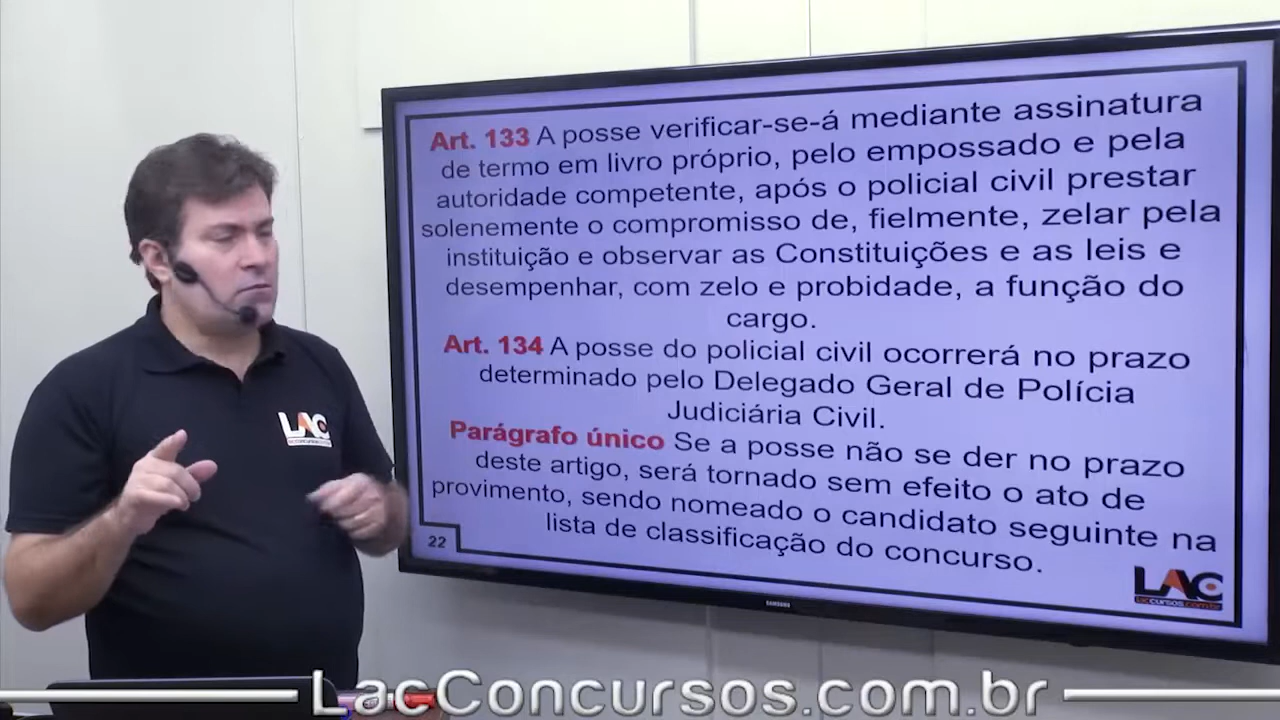 Art. 133 A posse verificar-se-á mediante assinatura
de termo em livro próprio, pelo empossado e pela
autoridade competente, após o policial civil prestar
solenemente o compromisso de, fielmente, zelar pela
instituição e observar as Constituições e as leis e
desempenhar, com zelo e probidade, a função do
cargo.
Art. 134 A posse do policial civil ocorrerá no prazo
determinado pelo Delegado Geral de Polícia
Judiciária Civil.
Parágrafo único Se a posse não se der no prazo
deste artigo, será tornado sem efeito o ato de
provimento, sendo nomeado o candidato seguinte na
lista de classificação do concurso.
22
LAC
laccursos.com.br
SAMSUNG
LAC
LacConcursos.com.br